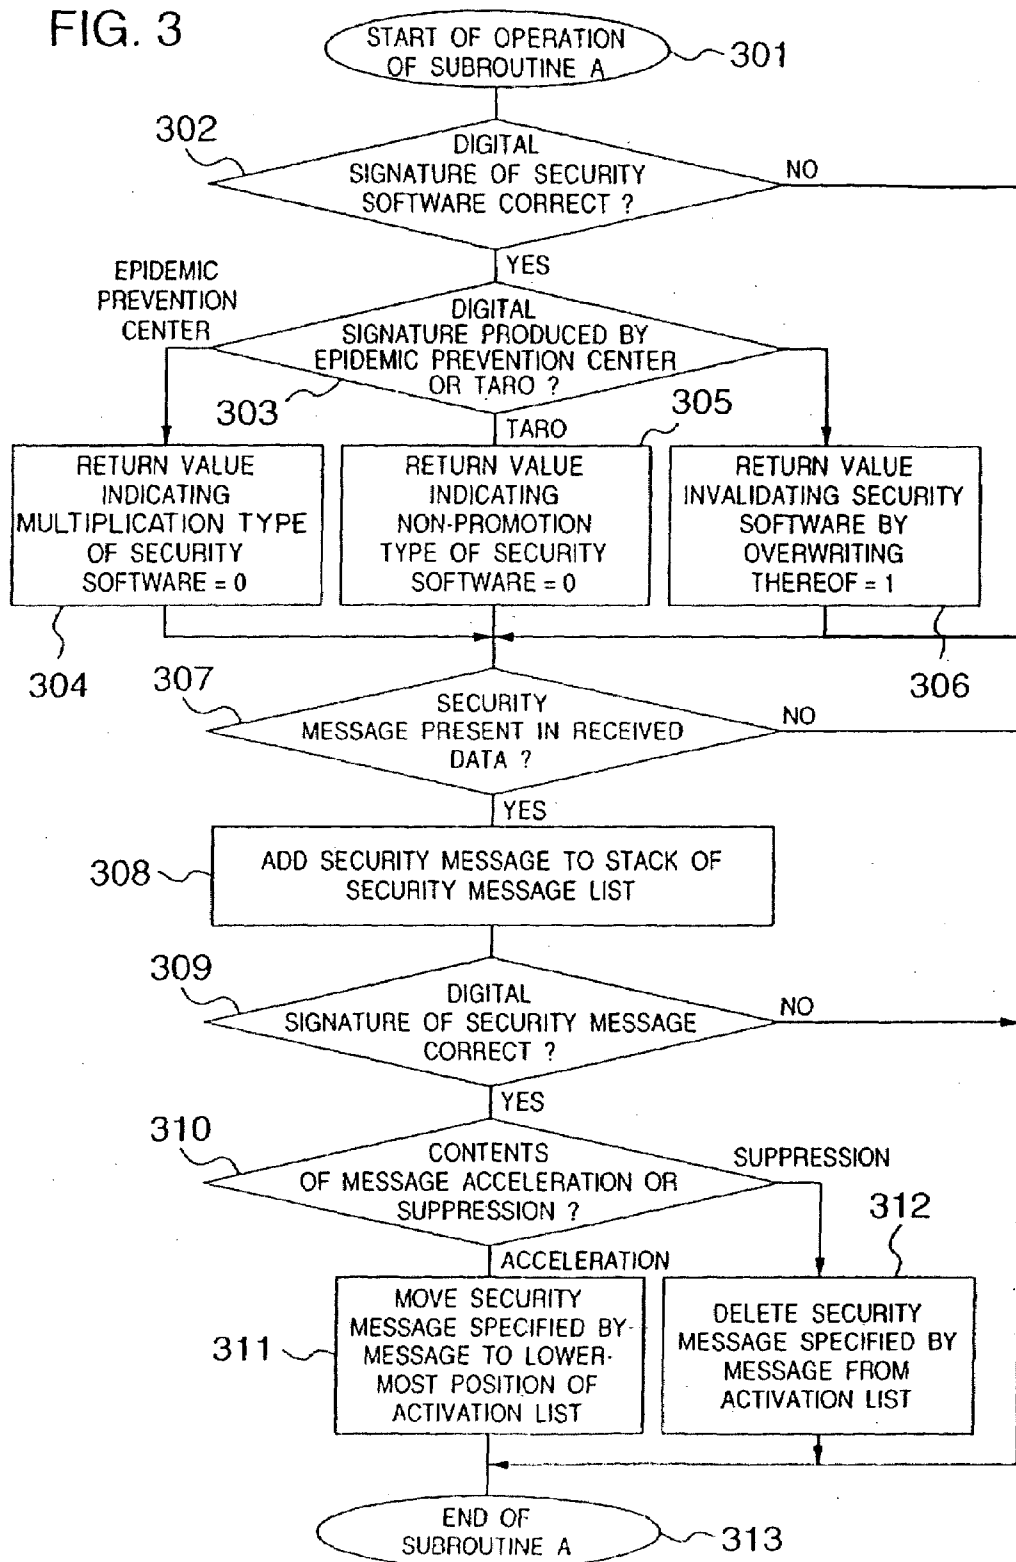 FIG. 3
START OF OPERATION
OF SUBROUTINE A
301
302
DIGITAL
SIGNATURE OF SECURITY
SOFTWARE CORRECT ?
NO
YES
EPIDEMIC
PREVENTION
CENTER
DIGITAL
SIGNATURE PRODUCED BY
EPIDEMIC PREVENTION CENTER
OR TARO ?
303
TARO
305
RETURN VALUE
INDICATING
MULTIPLICATION TYPE
OF SECURITY
SOFTWARE = 0
RETURN VALUE
INDICATING
NON-PROMOTION
TYPE OF SECURITY
SOFTWARE = 0
RETURN VALUE
INVALIDATING SECURITY
SOFTWARE BY
OVERWRITING
THEREOF = 1
304
306
307
SECURITY
MESSAGE PRESENT IN RECEIVED
DATA ?
NO
YES
308
ADD SECURITY MESSAGE TO STACK OF
SECURITY MESSAGE LIST
309
DIGITAL
SIGNATURE OF SECURITY MESSAGE
CORRECT ?
NO
YES
310
CONTENTS
OF MESSAGE ACCELERATION OR
SUPPRESSION ?
SUPPRESSION
312
ACCELERATION
311
MOVE SECURITY
MESSAGE SPECIFIED BY
MESSAGE TO LOWER-
MOST POSITION OF
ACTIVATION LIST
DELETE SECURITY
MESSAGE SPECIFIED BY
MESSAGE FROM
ACTIVATION LIST
END OF
SUBROUTINE A
313